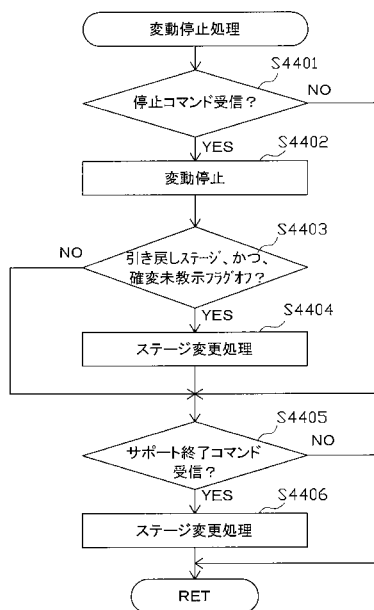 変動停止処理
S4401
停止コマンド受信?
NO
YES
S4402
変動停止
S4403
NO
引き戻しステージ、かつ、
確変未教示フラグオフ?
YES
S4404
ステージ変更処理
S4405
サポート終了コマンド
受信?
NO
YES
S4406
ステージ変更処理
RET